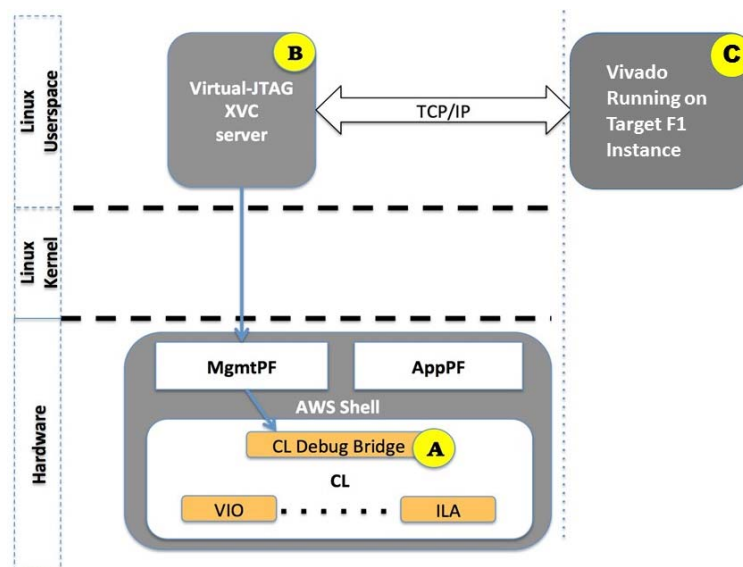 Linux
Userspace
B
Virtual-JTAG
XVC
server
TCP/IP
C
Vivado
Running on
Target F1
Instance
Linux
Kernel
Hardware
MgmtPF
AppPF
AWS Shell
CL Debug Bridge
A
CL
VIO
ILA